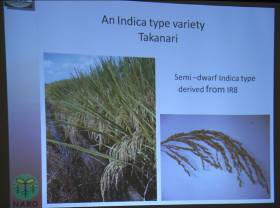 An Indica type variety
Takanari
Semi –dwarf Indica type
derived from IR8
NARO